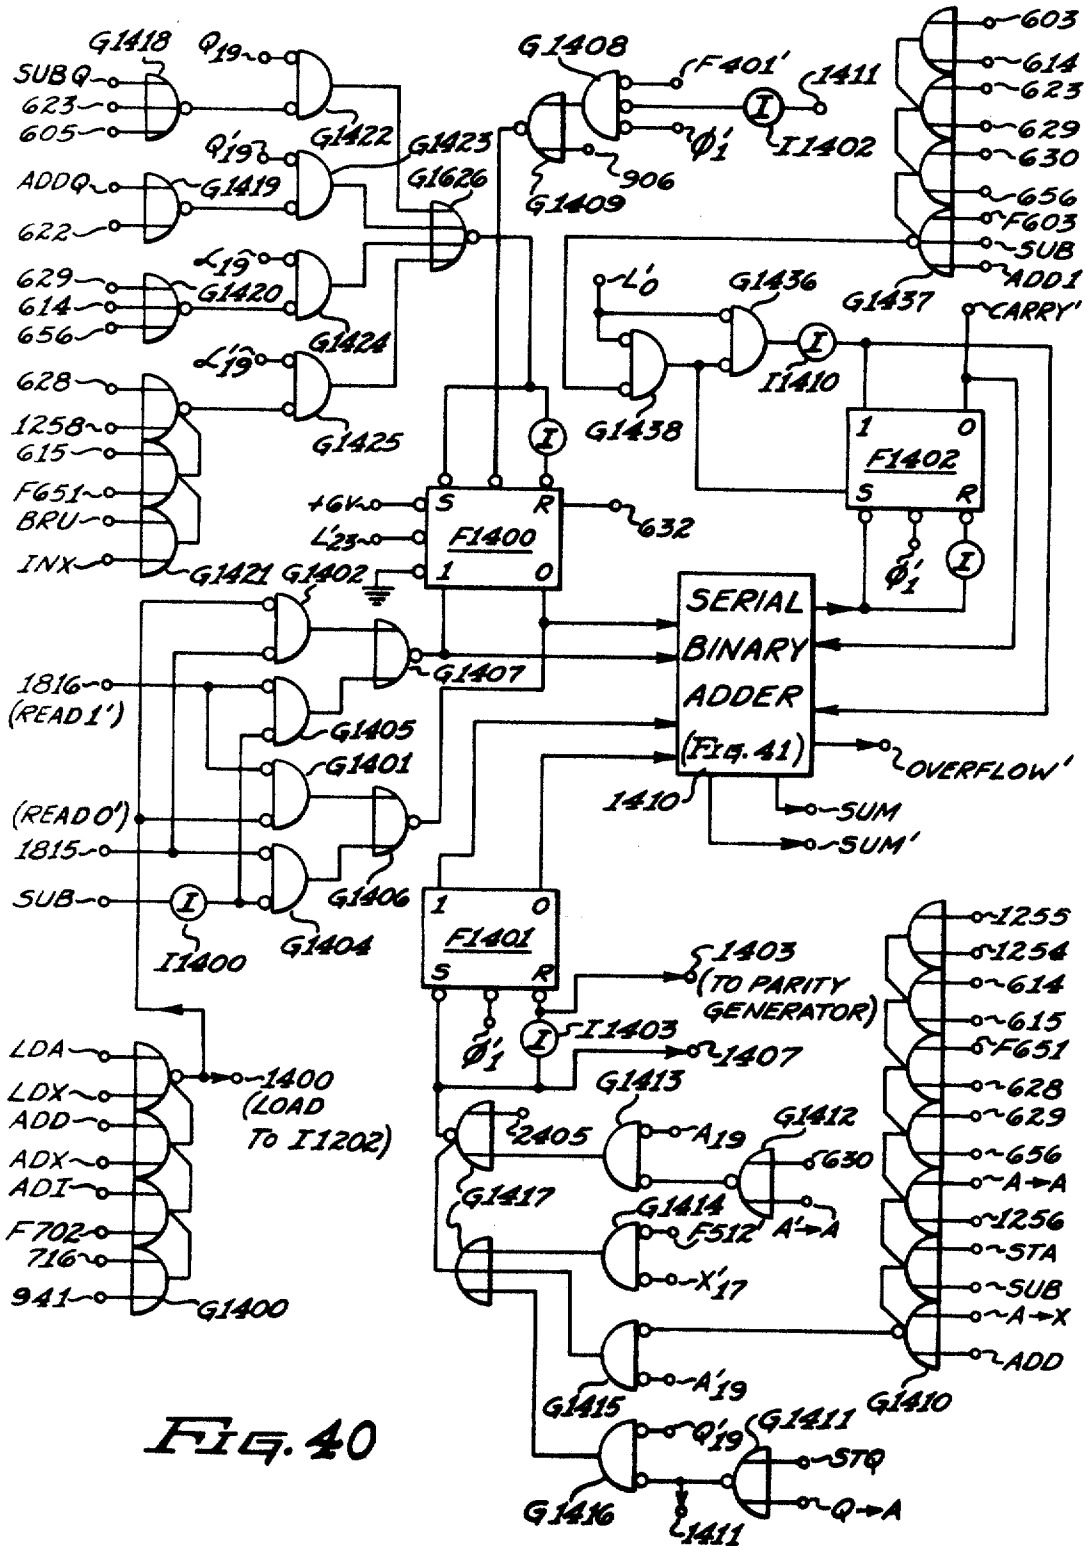 G1418
SUBQ
623
605
Q19
G1422
ADDQ
622
G1419
Q'19
G1423
G1626
629
614
656
G1420
L19
G1424
628
1258
615
F651
BRU
INX
G1421
L'19
G1425
G1408
F401'
1411
I
I1402
Ø'1
906
G1409
603
614
623
629
630
656
F603
SUB
ADD1
G1437
L'0
G1436
I
I1410
G1438
CARRY'
1 0
F1402
S R
Ø'1
I
I
S R
+6V
F1400
L'23
1 0
632
G1402
G1407
1816
(READ 1')
G1405
G1401
(READ 0')
1815
SUB
I
I1400
G1404
G1406
SERIAL
BINARY
ADDER
(FIG. 41)
1410
OVERFLOW'
SUM
SUM'
1 0
F1401
S R
Ø'1
I
I1403
1403
(TO PARITY
GENERATOR)
1407
LDA
LDX
ADD
ADX
ADI
F702
716
941
G1400
1400
(LOAD
TO I1202)
2405
G1417
G1413
A19
G1412
630
A'→A
G1414
F512
X'17
G1415
A'19
G1416
Q'19
1411
G1411
STQ
Q→A
1255
1254
614
615
F651
628
629
656
A→A
1256
STA
SUB
A→X
ADD
G1410
FIG. 40